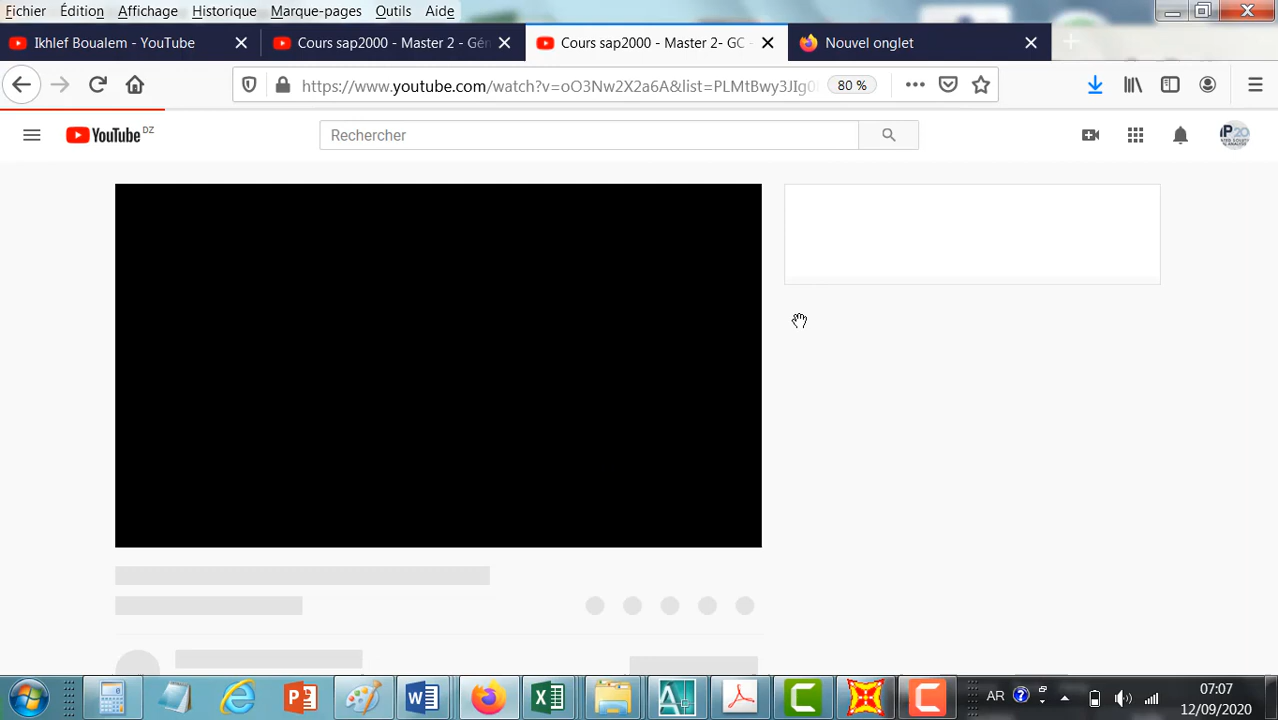 Fichier Édition Affichage Historique Marque-pages Outils Aide
Ikhlef Boualem - YouTube Cours sap2000 - Master 2 - Gén Cours sap2000 - Master 2- GC - Nouvel onglet
https://www.youtube.com/watch?v=oO3Nw2X2a6A&list=PLMtBwy3JIg0 80 %
YouTube DZ Rechercher
AR 07:07
12/09/2020